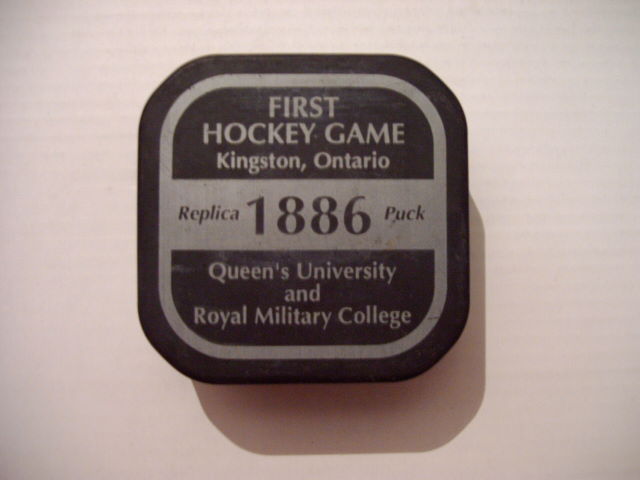 FIRST
HOCKEY GAME
Kingston, Ontario
Replica 1886 Puck
Queen's University
and
Royal Military College